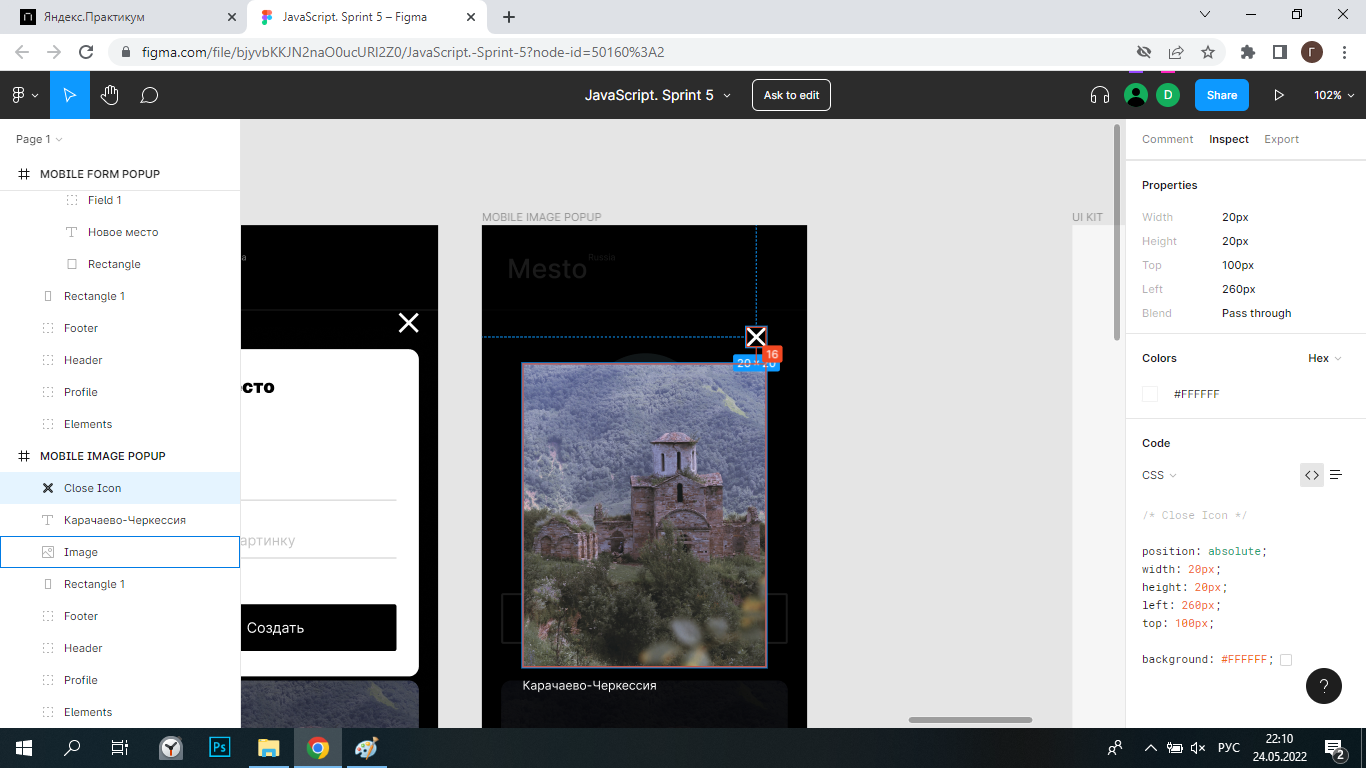 Яндекс.Практикум
JavaScript. Sprint 5 – Figma
figma.com/file/bjyvbKKJN2naO0ucURI2Z0/JavaScript.-Sprint-5?node-id=50160%3A2
Г
JavaScript. Sprint 5
Ask to edit
D
Share
102%
Page 1
MOBILE FORM POPUP
Field 1
Новое место
Rectangle
Rectangle 1
Footer
Header
Profile
Elements
MOBILE IMAGE POPUP
Close Icon
Карачаево-Черкессия
Image
Rectangle 1
Footer
Header
Profile
Elements
a
есто
артинку
Создать
MOBILE IMAGE POPUP
Mesto
Russia
16
20 × 20
Карачаево-Черкессия
UI KIT
Comment
Inspect
Export
Properties
Width 20px
Height 20px
Top 100px
Left 260px
Blend Pass through
Colors
Hex
#FFFFFF
Code
CSS
/* Close Icon */
position: absolute;
width: 20px;
height: 20px;
left: 260px;
top: 100px;
background: #FFFFFF;
?
Ps
РУС
22:10
24.05.2022
2